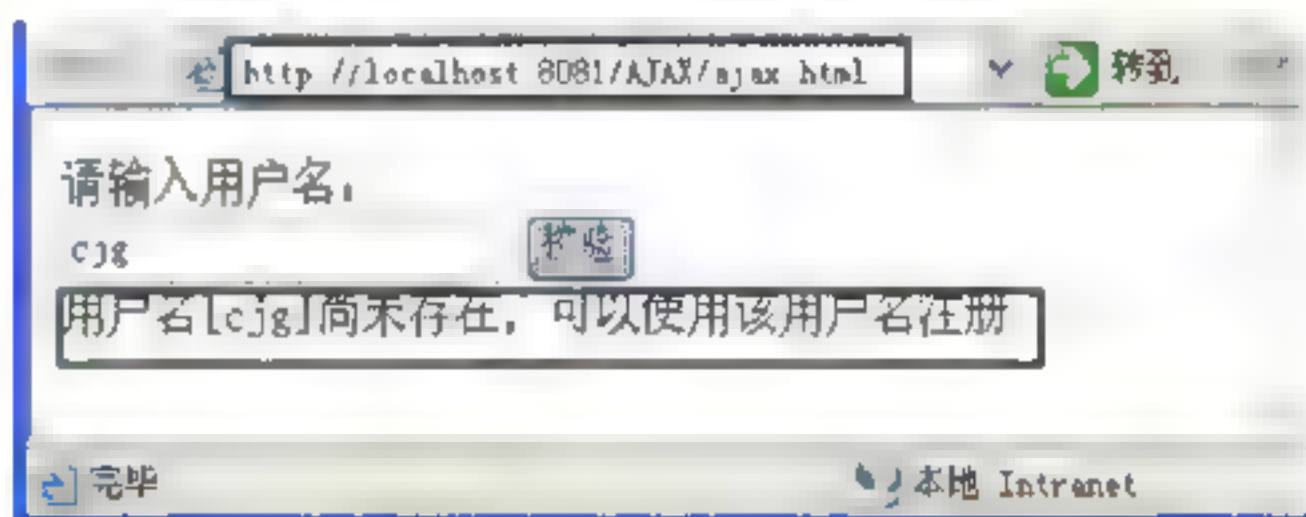 http //localhost 8081/AJAX/ajax html 转到
请输入用户名:
cjg 校验
用户名[cjg]尚未存在, 可以使用该用户名注册
完毕 本地 Intranet